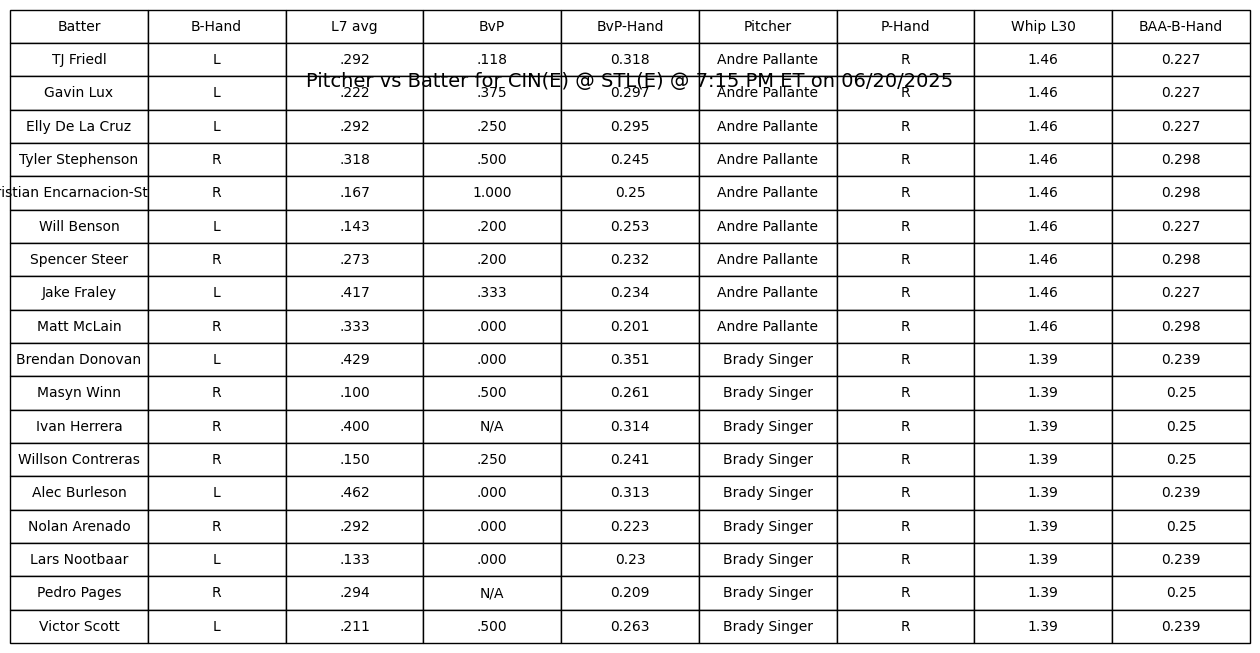 Batter B-Hand L7 avg BvP BvP-Hand Pitcher P-Hand Whip L30 BAA-B-Hand
TJ Friedl L .292 .118 0.318 Andre Pallante R 1.46 0.227
Pitcher vs Batter for CIN(E) @ STL(E) @ 7:15 PM ET on 06/20/2025
Gavin Lux L .222 .375 0.297 Andre Pallante R 1.46 0.227
Elly De La Cruz L .292 .250 0.295 Andre Pallante R 1.46 0.227
Tyler Stephenson R .318 .500 0.245 Andre Pallante R 1.46 0.298
istian Encarnacion-St R .167 1.000 0.25 Andre Pallante R 1.46 0.298
Will Benson L .143 .200 0.253 Andre Pallante R 1.46 0.227
Spencer Steer R .273 .200 0.232 Andre Pallante R 1.46 0.298
Jake Fraley L .417 .333 0.234 Andre Pallante R 1.46 0.227
Matt McLain R .333 .000 0.201 Andre Pallante R 1.46 0.298
Brendan Donovan L .429 .000 0.351 Brady Singer R 1.39 0.239
Masyn Winn R .100 .500 0.261 Brady Singer R 1.39 0.25
Ivan Herrera R .400 N/A 0.314 Brady Singer R 1.39 0.25
Willson Contreras R .150 .250 0.241 Brady Singer R 1.39 0.25
Alec Burleson L .462 .000 0.313 Brady Singer R 1.39 0.239
Nolan Arenado R .292 .000 0.223 Brady Singer R 1.39 0.25
Lars Nootbaar L .133 .000 0.23 Brady Singer R 1.39 0.239
Pedro Pages R .294 N/A 0.209 Brady Singer R 1.39 0.25
Victor Scott L .211 .500 0.263 Brady Singer R 1.39 0.239